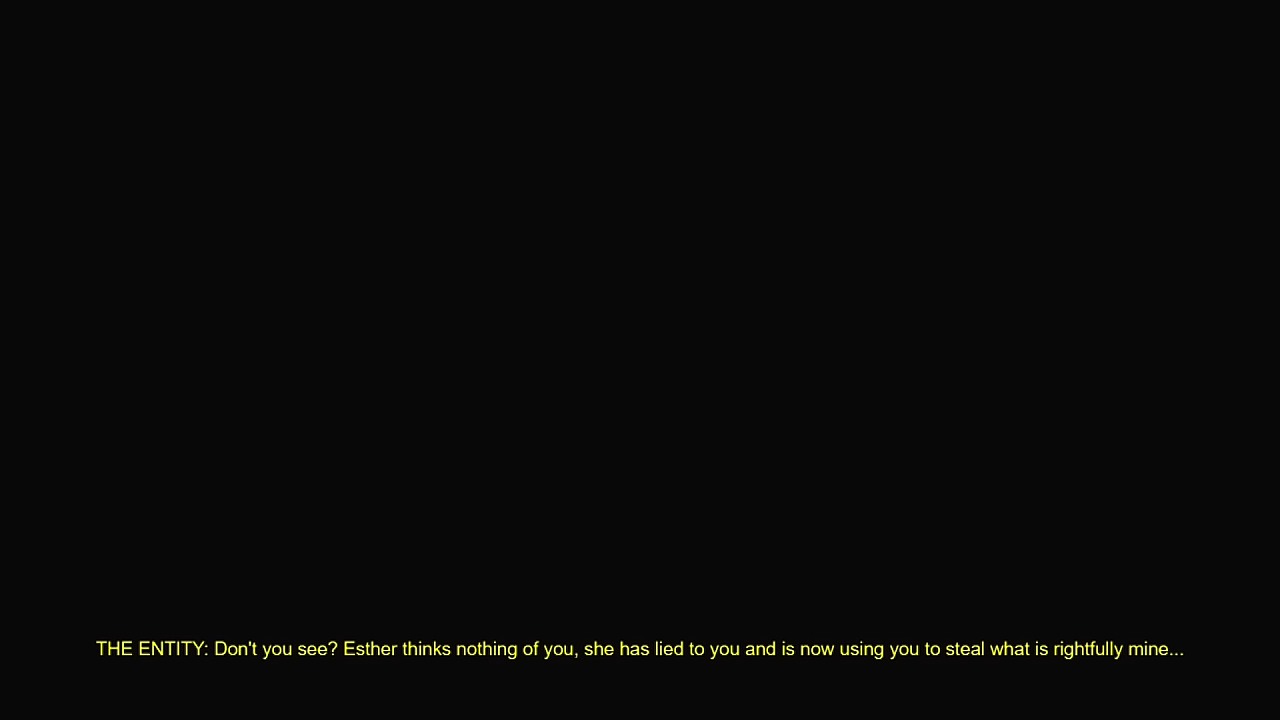 THE ENTITY: Don't you see? Esther thinks nothing of you, she has lied to you and is now using you to steal what is rightfully mine...